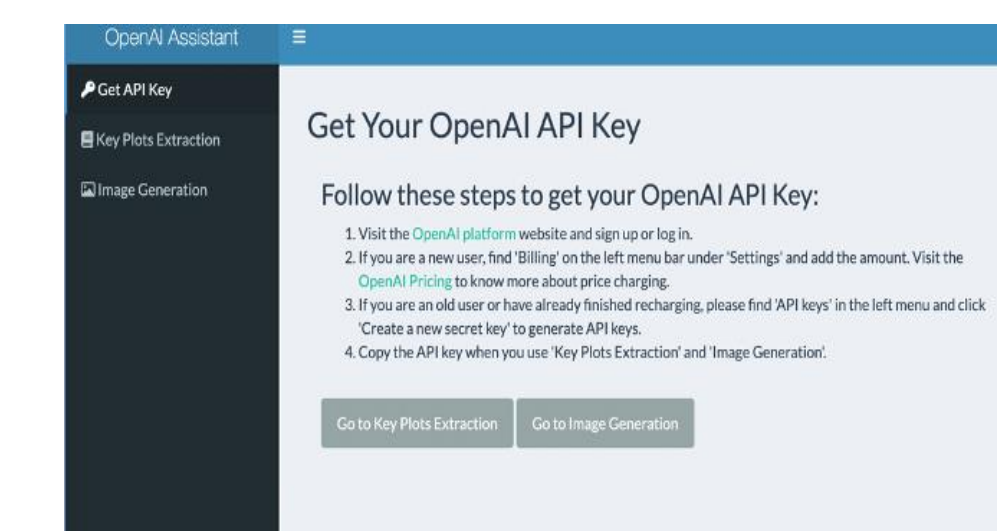 OpenAI Assistant
Get API Key
Key Plots Extraction
Image Generation
Get Your OpenAI API Key
Follow these steps to get your OpenAI API Key:
1. Visit the OpenAI platform website and sign up or log in.
2. If you are a new user, find 'Billing' on the left menu bar under 'Settings' and add the amount. Visit the
OpenAI Pricing to know more about price charging.
3. If you are an old user or have already finished recharging, please find 'API keys' in the left menu and click
'Create a new secret key' to generate API keys.
4. Copy the API key when you use 'Key Plots Extraction' and 'Image Generation'.
Go to Key Plots Extraction
Go to Image Generation